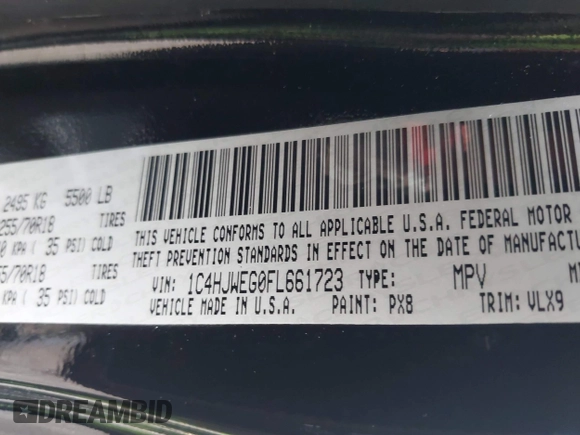 2495 KG 5500 LB
255/70R18 TIRES
KPA ( 35 PSI) COLD
/70R18 TIRES
KPA ( 35 PSI) COLD
THIS VEHICLE CONFORMS TO ALL APPLICABLE U.S.A. FEDERAL MOTOR
THEFT PREVENTION STANDARDS IN EFFECT ON THE DATE OF MANUFACTU
VIN: 1C4HJWEG0FL661723 TYPE: MPV
VEHICLE MADE IN U.S.A. PAINT: PX8 TRIM: VLX9
DREAMBID